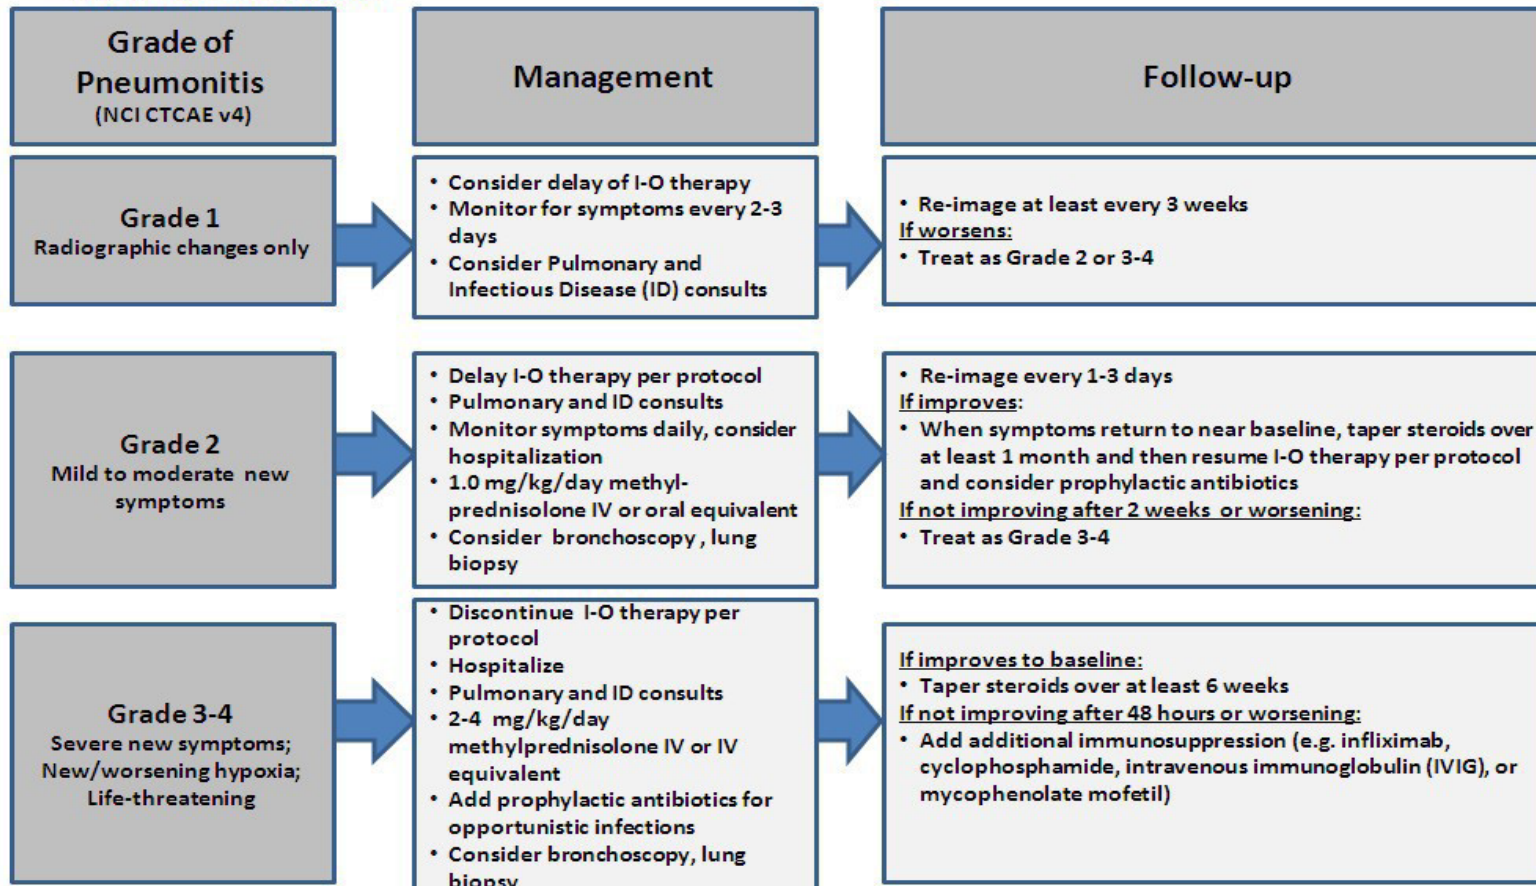 Grade of
Pneumonitis
(NCI CTCAE v4)
Management
Follow-up
Grade 1
Radiographic changes only
• Consider delay of I-O therapy
• Monitor for symptoms every 2-3
days
• Consider Pulmonary and
Infectious Disease (ID) consults
• Re-image at least every 3 weeks
If worsens:
• Treat as Grade 2 or 3-4
Grade 2
Mild to moderate new
symptoms
• Delay I-O therapy per protocol
• Pulmonary and ID consults
• Monitor symptoms daily, consider
hospitalization
• 1.0 mg/kg/day methyl-
prednisolone IV or oral equivalent
• Consider bronchoscopy , lung
biopsy
• Re-image every 1-3 days
If improves:
• When symptoms return to near baseline, taper steroids over
at least 1 month and then resume I-O therapy per protocol
and consider prophylactic antibiotics
If not improving after 2 weeks or worsening:
• Treat as Grade 3-4
Grade 3-4
Severe new symptoms;
New/worsening hypoxia;
Life-threatening
• Discontinue I-O therapy per
protocol
• Hospitalize
• Pulmonary and ID consults
• 2-4 mg/kg/day
methylprednisolone IV or IV
equivalent
• Add prophylactic antibiotics for
opportunistic infections
• Consider bronchoscopy, lung
biopsy
If improves to baseline:
• Taper steroids over at least 6 weeks
If not improving after 48 hours or worsening:
• Add additional immunosuppression (e.g. infliximab,
cyclophosphamide, intravenous immunoglobulin (IVIG), or
mycophenolate mofetil)